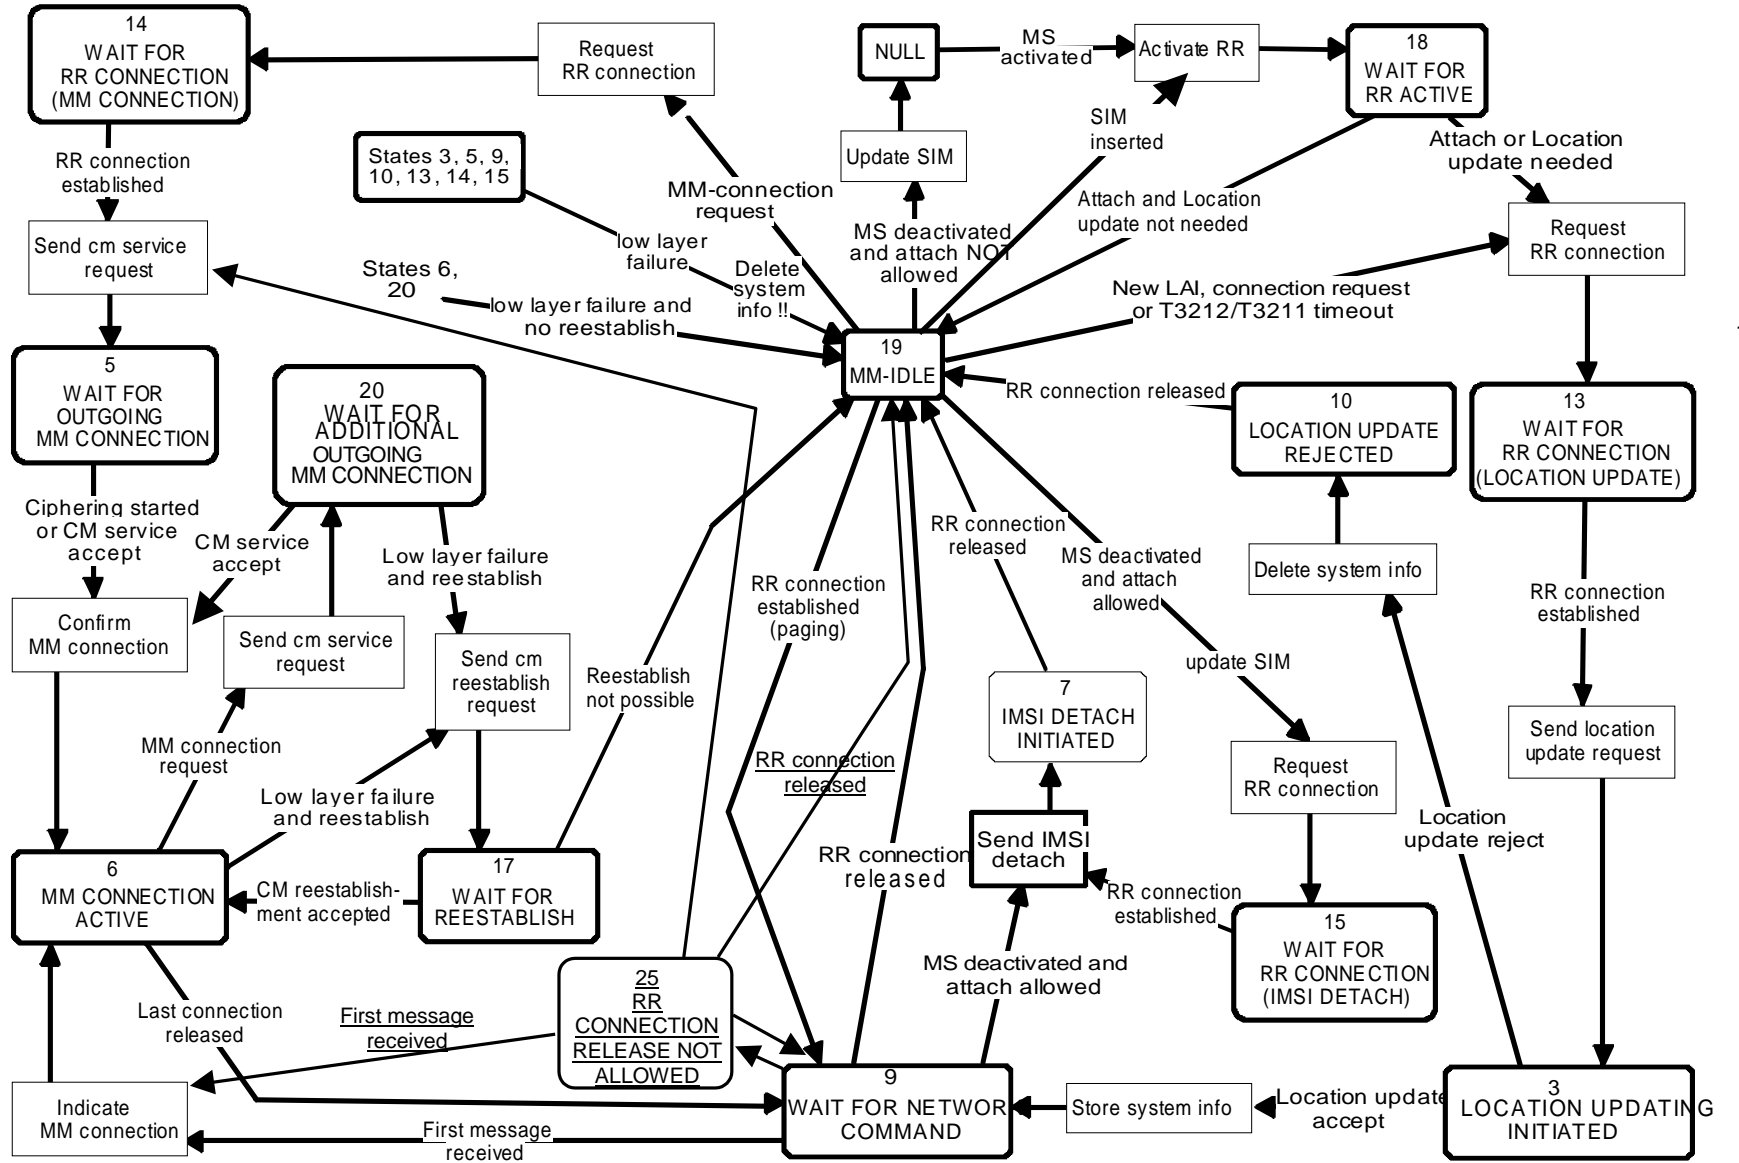 14
WAIT FOR
RR CONNECTION
(MM CONNECTION)
Request
RR connection
NULL
MS
activated
Activate RR
18
WAIT FOR
RR ACTIVE
RR connection
established
States 3, 5, 9,
10, 13, 14, 15
Update SIM
SIM
inserted
Attach or Location
update needed
MM-connection
request
Attach and Location
update not needed
Send cm service
request
low layer
failure
MS deactivated
and attach NOT
allowed
Request
RR connection
States 6,
20
Delete
system
info !!
low layer failure and
no reestablish
New LAI, connection request
or T3212/T3211 timeout
5
WAIT FOR
OUTGOING
MM CONNECTION
20
WAIT FOR
ADDITIONAL
OUTGOING
MM CONNECTION
19
MM-IDLE
RR connection released
10
LOCATION UPDATE
REJECTED
13
WAIT FOR
RR CONNECTION
(LOCATION UPDATE)
Ciphering started
or CM service
accept
CM service
accept
Low layer failure
and reestablish
RR connection
released
MS deactivated
and attach
allowed
Delete system info
RR connection
established
(paging)
RR connection
established
Confirm
MM connection
Send cm service
request
Send cm
reestablish
request
Reestablish
not possible
update SIM
7
IMSI DETACH
INITIATED
MM connection
request
RR connection
released
Request
RR connection
Send location
update request
Low layer failure
and reestablish
Location
update reject
Send IMSI
detach
RR connection
released
6
MM CONNECTION
ACTIVE
CM reestablish-
ment accepted
17
WAIT FOR
REESTABLISH
RR connection
established
15
WAIT FOR
RR CONNECTION
(IMSI DETACH)
MS deactivated and
attach allowed
Last connection
released
First message
received
25
RR
CONNECTION
RELEASE NOT
ALLOWED
Indicate
MM connection
First message
received
9
WAIT FOR NETWOR
COMMAND
Store system info
Location update
accept
3
LOCATION UPDATING
INITIATED